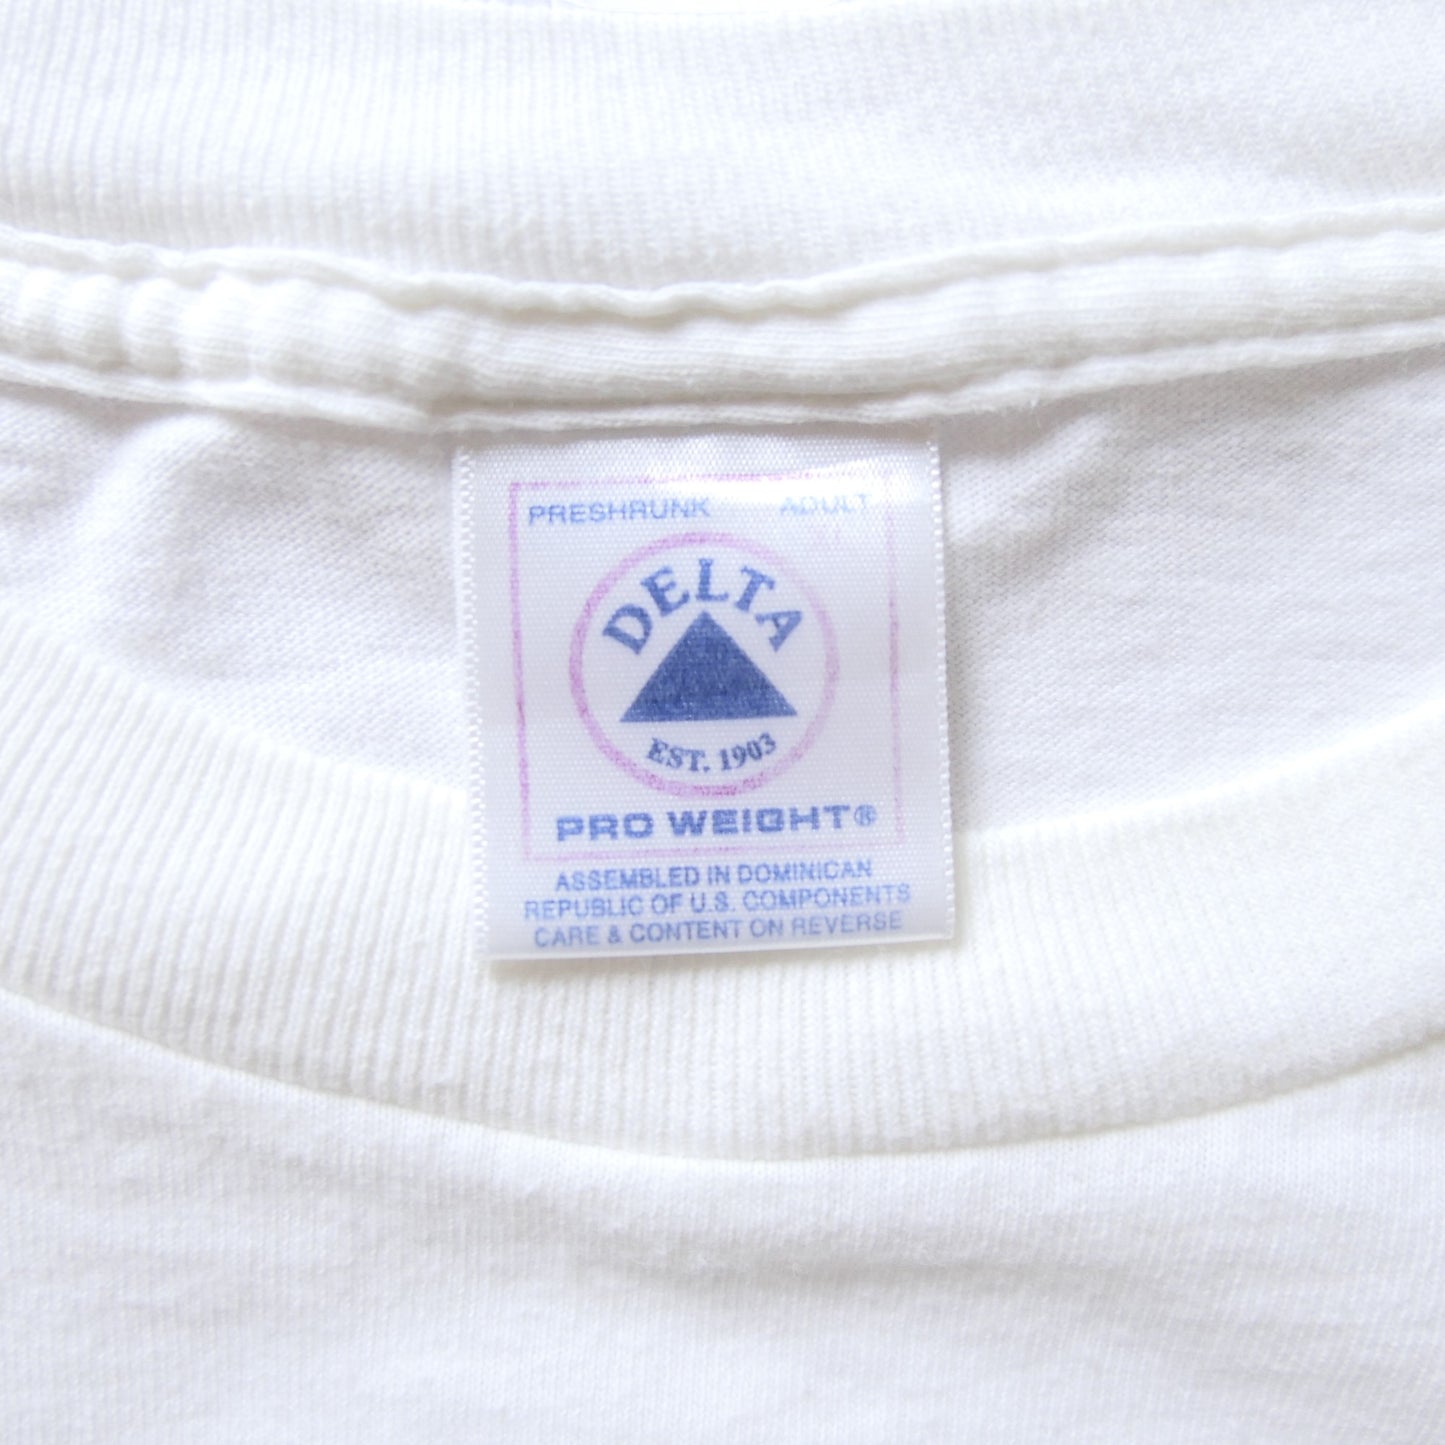 PRESHRUNK ADULT
DELTA
EST. 1903
PRO WEIGHT®
ASSEMBLED IN DOMINICAN
REPUBLIC OF U.S. COMPONENTS
CARE & CONTENT ON REVERSE